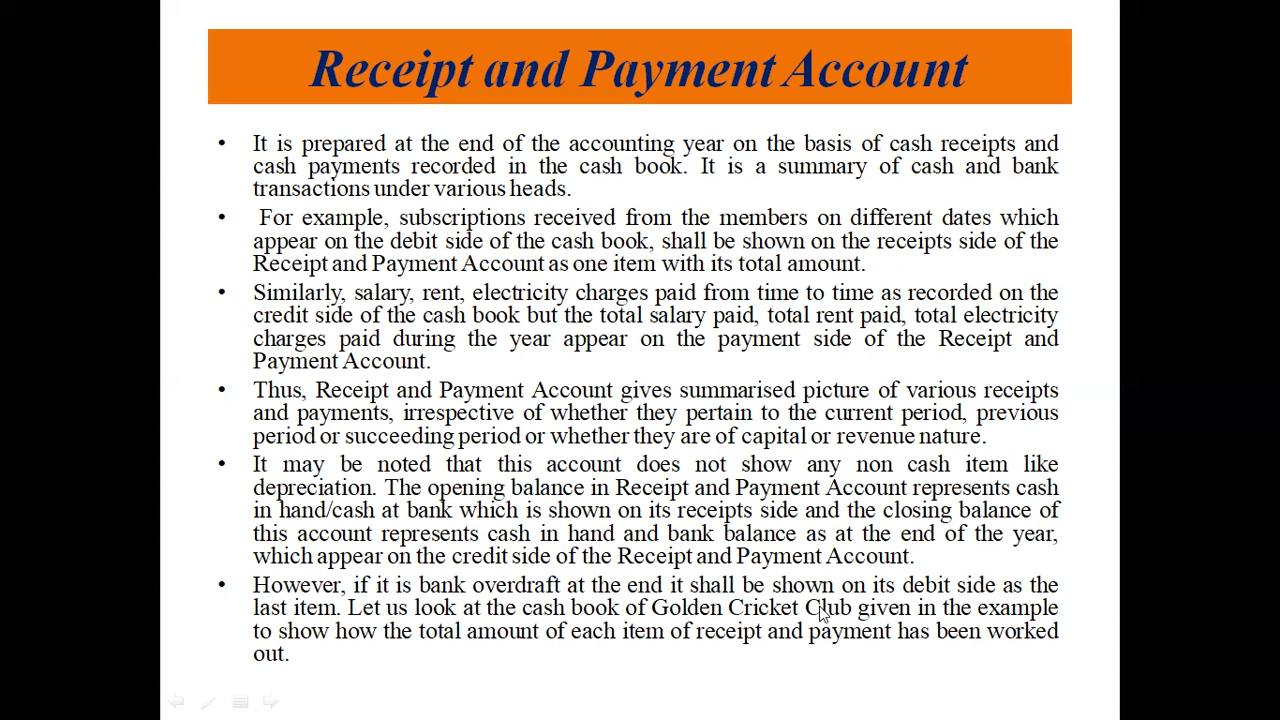 Receipt and Payment Account
• It is prepared at the end of the accounting year on the basis of cash receipts and
cash payments recorded in the cash book. It is a summary of cash and bank
transactions under various heads.
• For example, subscriptions received from the members on different dates which
appear on the debit side of the cash book, shall be shown on the receipts side of the
Receipt and Payment Account as one item with its total amount.
• Similarly, salary, rent, electricity charges paid from time to time as recorded on the
credit side of the cash book but the total salary paid, total rent paid, total electricity
charges paid during the year appear on the payment side of the Receipt and
Payment Account.
• Thus, Receipt and Payment Account gives summarised picture of various receipts
and payments, irrespective of whether they pertain to the current period, previous
period or succeeding period or whether they are of capital or revenue nature.
• It may be noted that this account does not show any non cash item like
depreciation. The opening balance in Receipt and Payment Account represents cash
in hand/cash at bank which is shown on its receipts side and the closing balance of
this account represents cash in hand and bank balance as at the end of the year,
which appear on the credit side of the Receipt and Payment Account.
• However, if it is bank overdraft at the end it shall be shown on its debit side as the
last item. Let us look at the cash book of Golden Cricket Club given in the example
to show how the total amount of each item of receipt and payment has been worked
out.